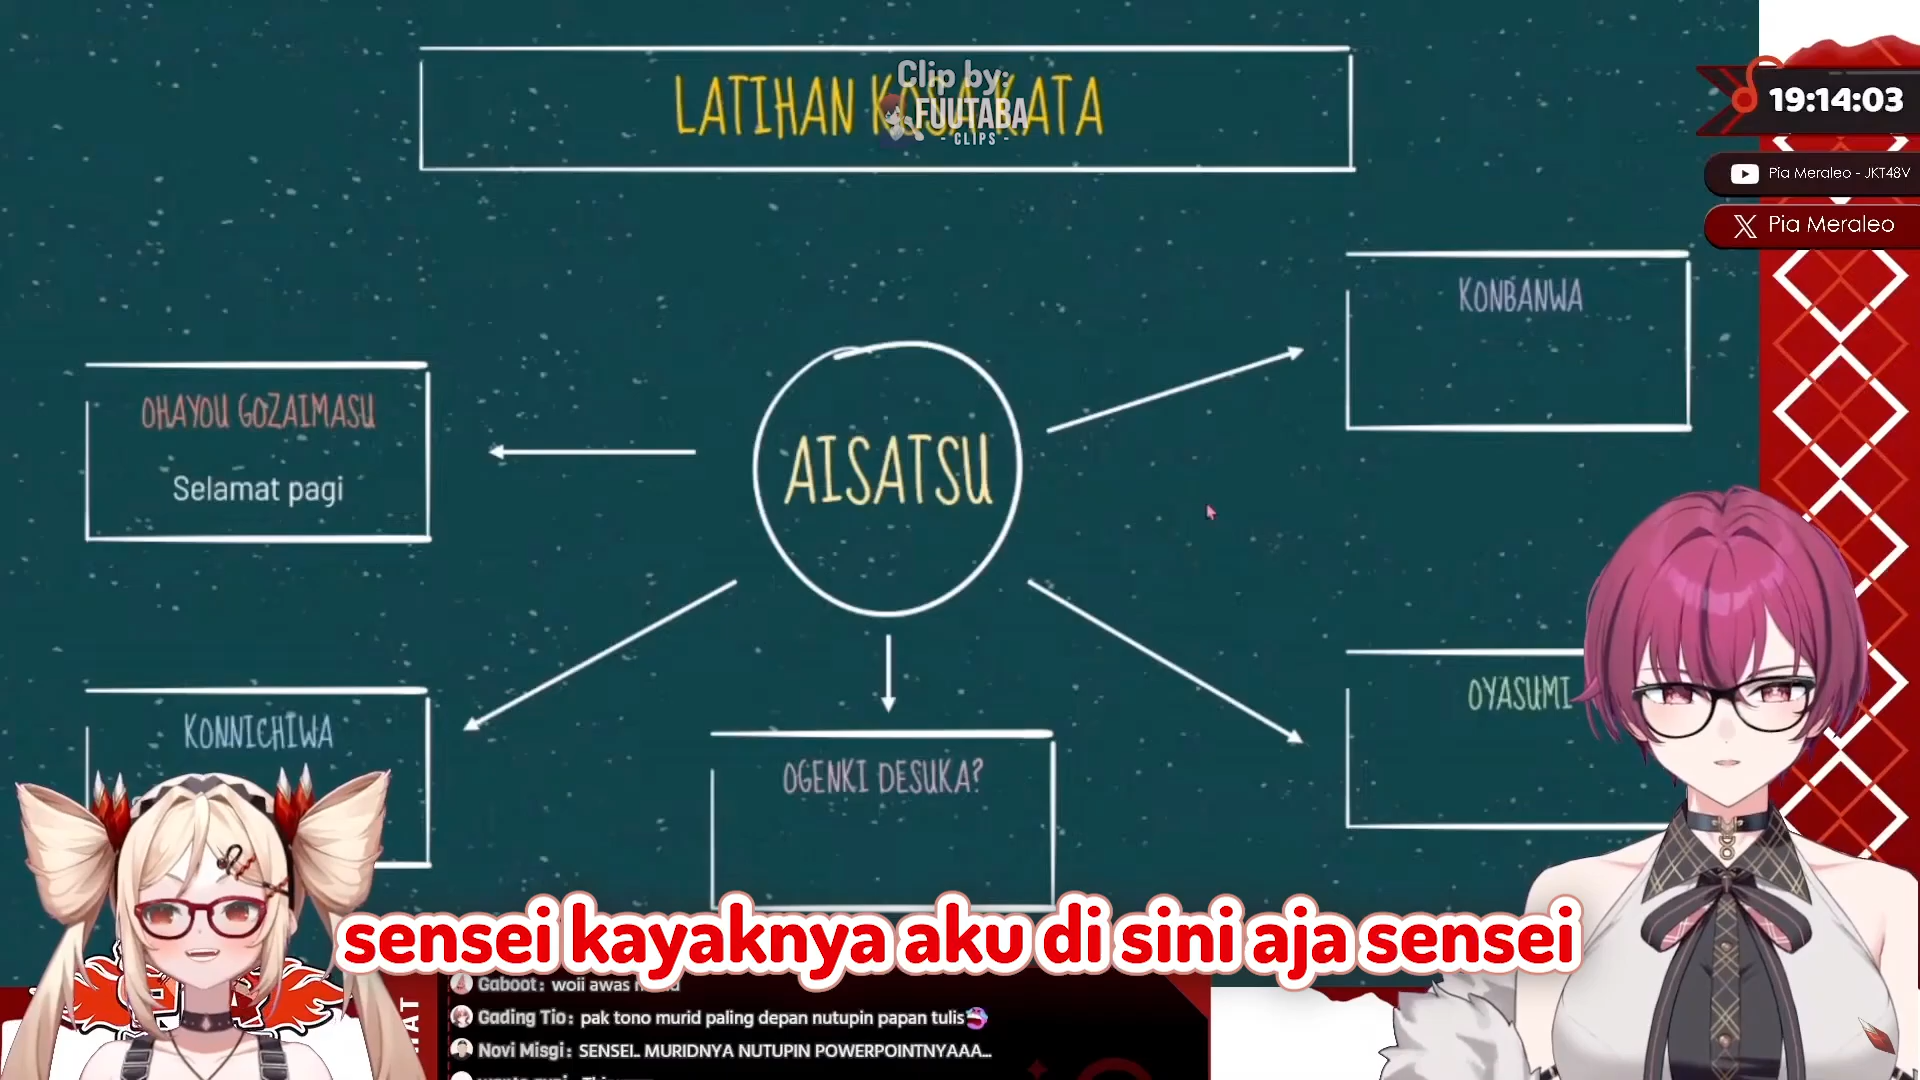 Clip by:
FUUTABA
- CLIPS -
LATIHAN KOSA KATA
19:14:03
Pia Meraleo - JKT48V
Pia Meraleo
KONBANWA
OHAYOU GOZAIMASU
Selamat pagi
AISATSU
KONNICHIWA
OGENKI DESUKA?
OYASUMI
sensei kayaknya aku di sini aja sensei
Gaboot: woii awas
Gading Tio: pak tono murid paling depan nutupin papan tulis
Novi Misgi: SENSEI.. MURIDNYA NUTUPIN POWERPOINTNYAAA...